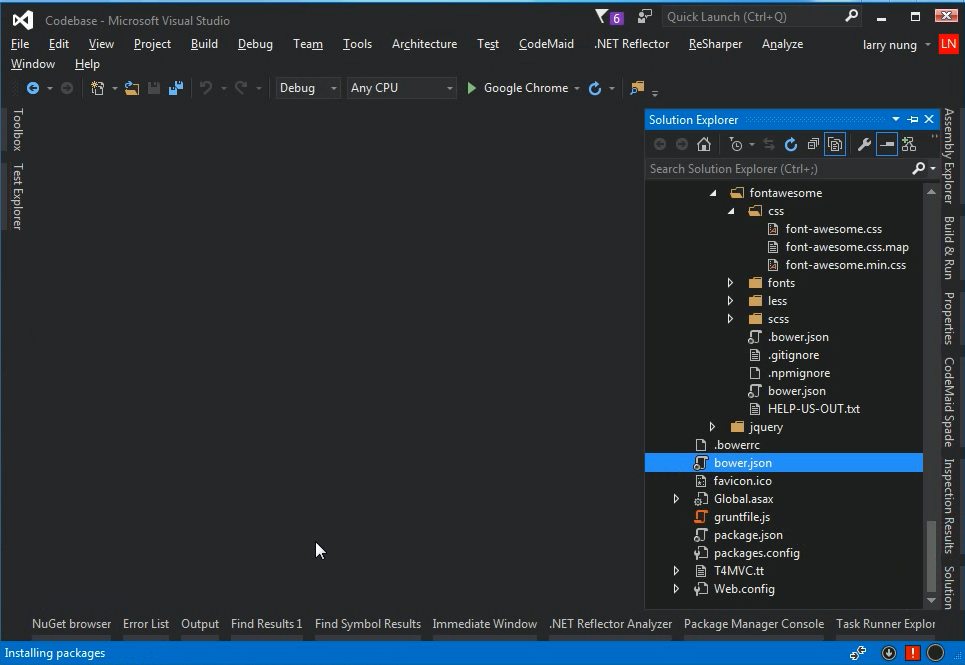 Codebase - Microsoft Visual Studio
6
Quick Launch (Ctrl+Q)
File Edit View Project Build Debug Team Tools Architecture Test CodeMaid .NET Reflector ReSharper Analyze
larry nung
LN
Window Help
Debug
Any CPU
Google Chrome
Toolbox
Test Explorer
Solution Explorer
Search Solution Explorer (Ctrl+;)
fontawesome
css
font-awesome.css
font-awesome.css.map
font-awesome.min.css
fonts
less
scss
.bower.json
.gitignore
.npmignore
bower.json
HELP-US-OUT.txt
jquery
.bowerrc
bower.json
favicon.ico
Global.asax
gruntfile.js
package.json
packages.config
T4MVC.tt
Web.config
Assembly Explorer
Build & Run
Properties
CodeMaid Spade
Inspection Results
Solution
NuGet browser Error List Output Find Results 1 Find Symbol Results Immediate Window .NET Reflector Analyzer Package Manager Console Task Runner Explor
Installing packages